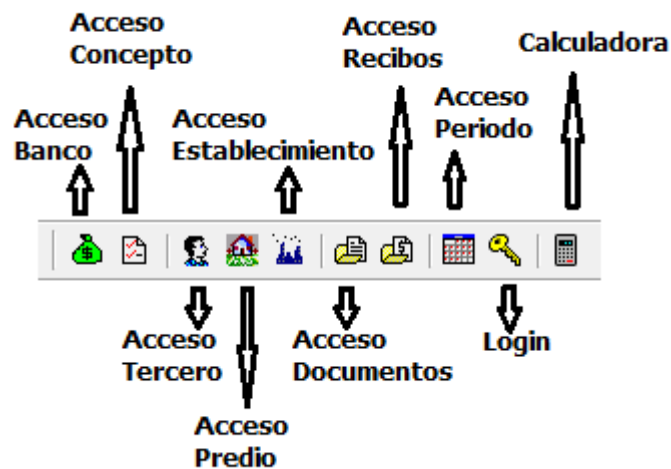 Acceso
Concepto
Acceso
Recibos
Calculadora
Acceso
Banco
Acceso
Establecimiento
Acceso
Periodo
Acceso
Tercero
Acceso
Documentos
Login
Acceso
Predio